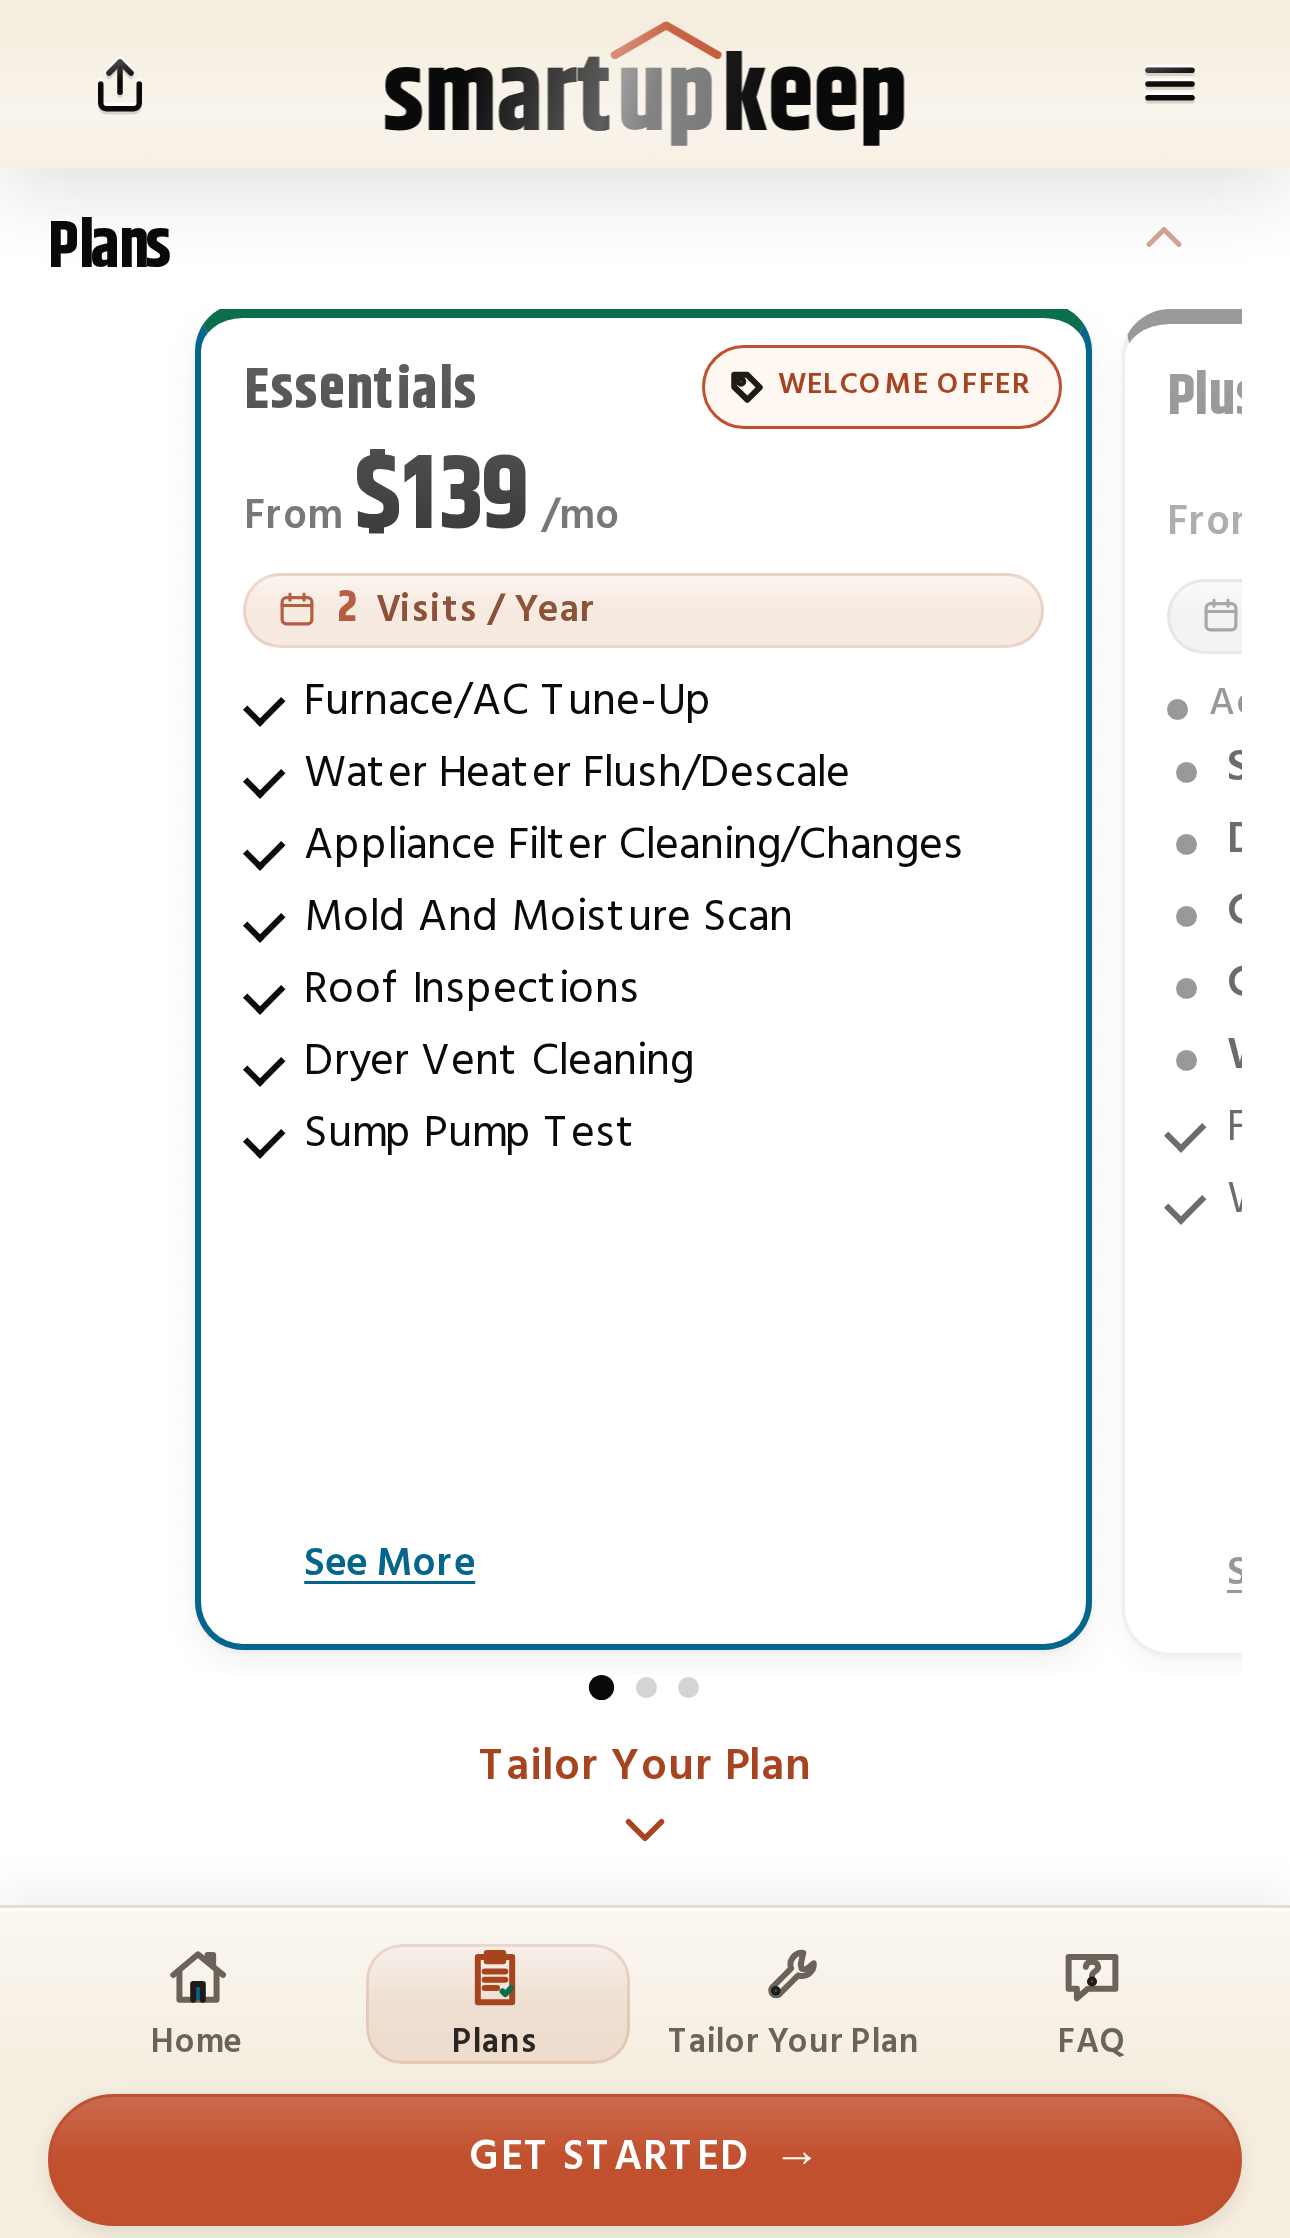 smartupkeep
Plans
Essentials
WELCOME OFFER
From $139 /mo
2 Visits / Year
Furnace/AC Tune-Up
Water Heater Flush/Descale
Appliance Filter Cleaning/Changes
Mold And Moisture Scan
Roof Inspections
Dryer Vent Cleaning
Sump Pump Test
See More
Tailor Your Plan
Home
Plans
Tailor Your Plan
FAQ
GET STARTED →